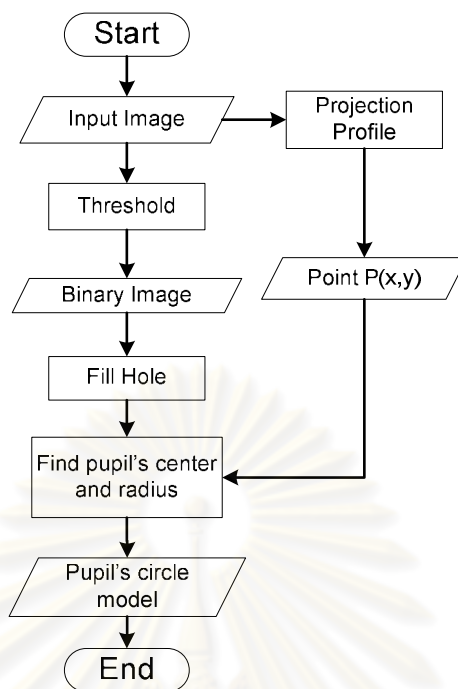 Start
Input Image
Projection
Profile
Threshold
Point P(x,y)
Binary Image
Fill Hole
Find pupil's center
and radius
Pupil's circle
model
End